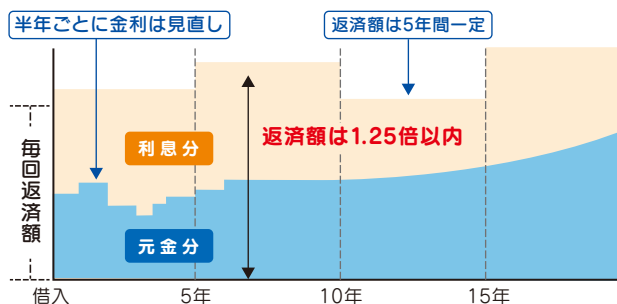 半年ごとに金利は見直し
返済額は5年間一定
返済額は1.25倍以内
利息分
元金分
毎回返済額
借入
5年
10年
15年